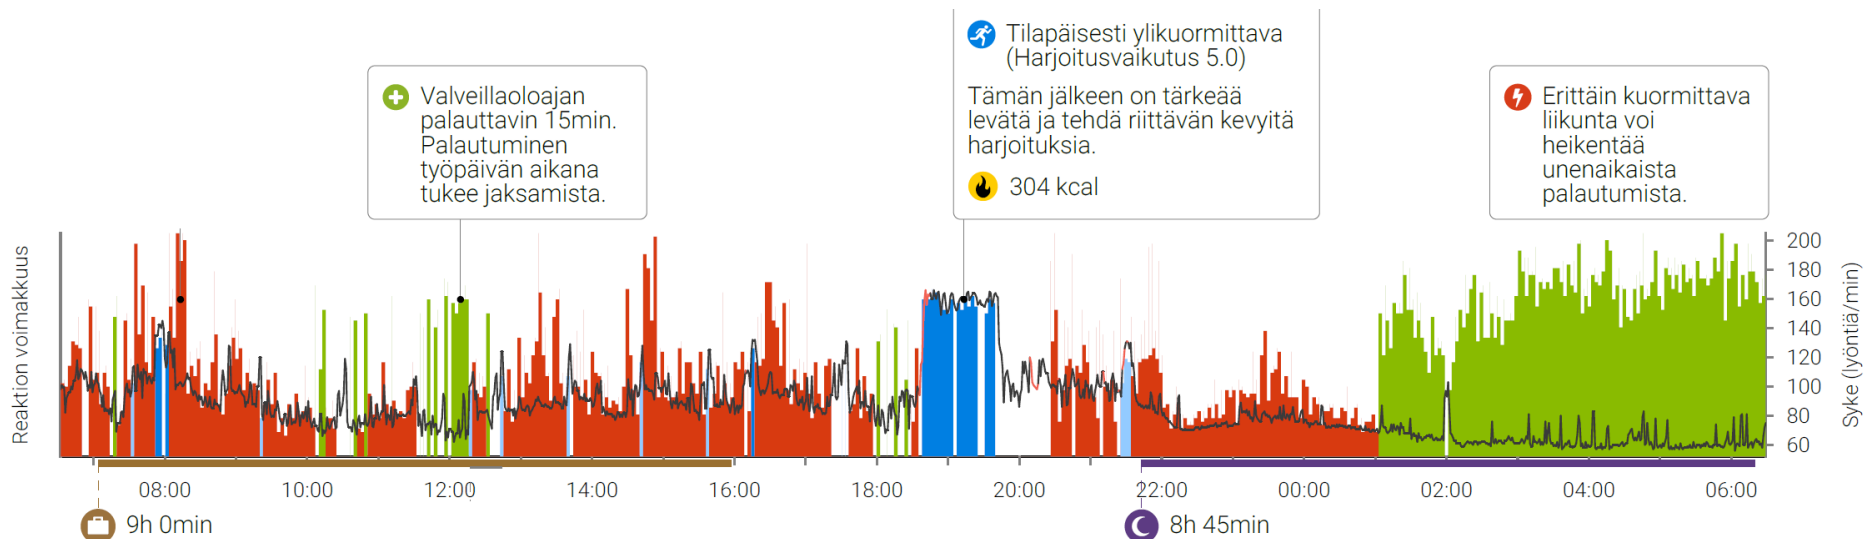 Tilapäisesti ylikuormittava
(Harjoitusvaikutus 5.0)
Tämän jälkeen on tärkeää
levätä ja tehdä riittävän kevyitä
harjoituksia.
304 kcal
Valveillaoloajan
palauttavin 15min.
Palautuminen
työpäivän aikana
tukee jaksamista.
Erittäin kuormittava
liikunta voi
heikentää
unenaikaista
palautumista.
Reaktion voimakkuus
200
180
160
140
120
100
80
60
Syke (lyöntiä/min)
08:00 10:00 12:00 14:00 16:00 18:00 20:00 22:00 00:00 02:00 04:00 06:00
9h 0min
8h 45min